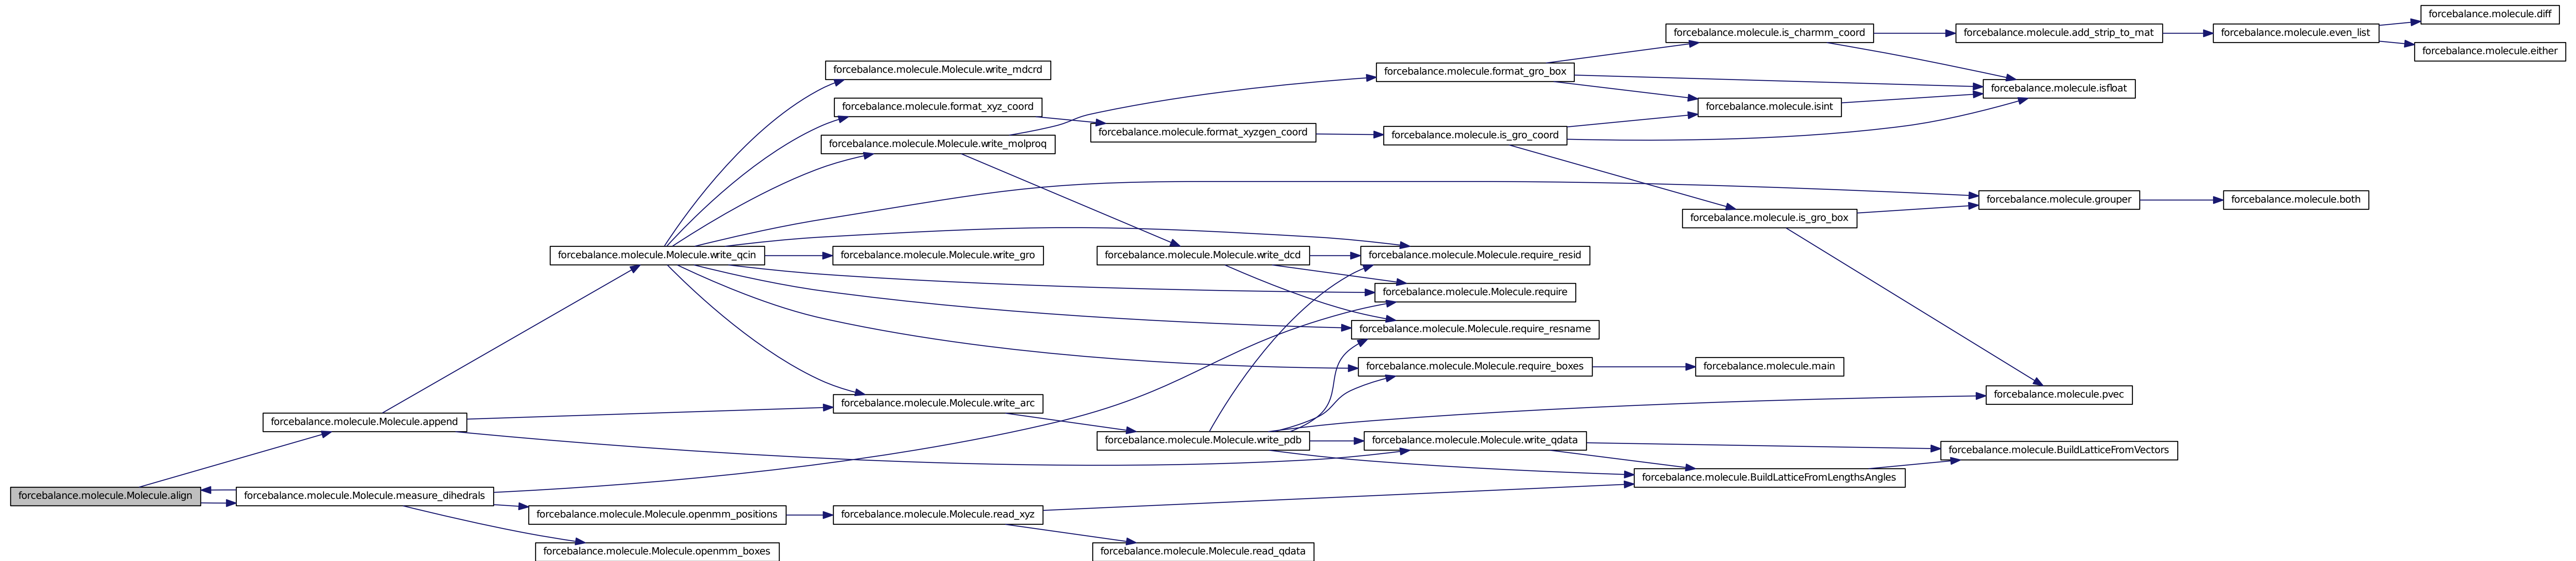 forcebalance.molecule.Molecule.align
forcebalance.molecule.Molecule.append
forcebalance.molecule.Molecule.measure_dihedrals
forcebalance.molecule.Molecule.write_qcin
forcebalance.molecule.Molecule.openmm_positions
forcebalance.molecule.Molecule.openmm_boxes
forcebalance.molecule.Molecule.write_mdcrd
forcebalance.molecule.format_xyz_coord
forcebalance.molecule.Molecule.write_molproq
forcebalance.molecule.Molecule.write_gro
forcebalance.molecule.Molecule.write_arc
forcebalance.molecule.Molecule.read_xyz
forcebalance.molecule.format_xyzgen_coord
forcebalance.molecule.Molecule.write_dcd
forcebalance.molecule.Molecule.write_pdb
forcebalance.molecule.Molecule.read_qdata
forcebalance.molecule.format_gro_box
forcebalance.molecule.is_gro_coord
forcebalance.molecule.Molecule.require_resid
forcebalance.molecule.Molecule.require
forcebalance.molecule.Molecule.require_resname
forcebalance.molecule.Molecule.require_boxes
forcebalance.molecule.Molecule.write_qdata
forcebalance.molecule.is_charmm_coord
forcebalance.molecule.isint
forcebalance.molecule.is_gro_box
forcebalance.molecule.main
forcebalance.molecule.BuildLatticeFromLengthsAngles
forcebalance.molecule.add_strip_to_mat
forcebalance.molecule.isfloat
forcebalance.molecule.grouper
forcebalance.molecule.pvec
forcebalance.molecule.BuildLatticeFromVectors
forcebalance.molecule.even_list
forcebalance.molecule.both
forcebalance.molecule.diff
forcebalance.molecule.either